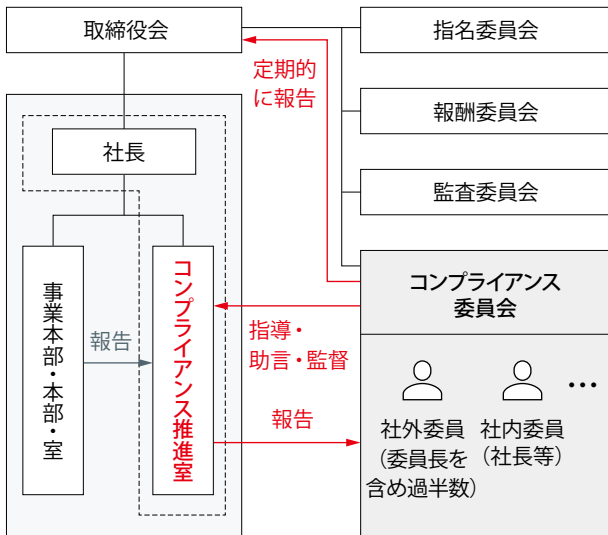 取締役会
指名委員会
定期的
に報告
報酬委員会
社長
監査委員会
コンプライアンス
委員会
事業本部・本部・室
報告
コンプライアンス推進室
指導・
助言・監督
報告
社外委員
（委員長を
含め過半数）
社内委員
（社長等）
…